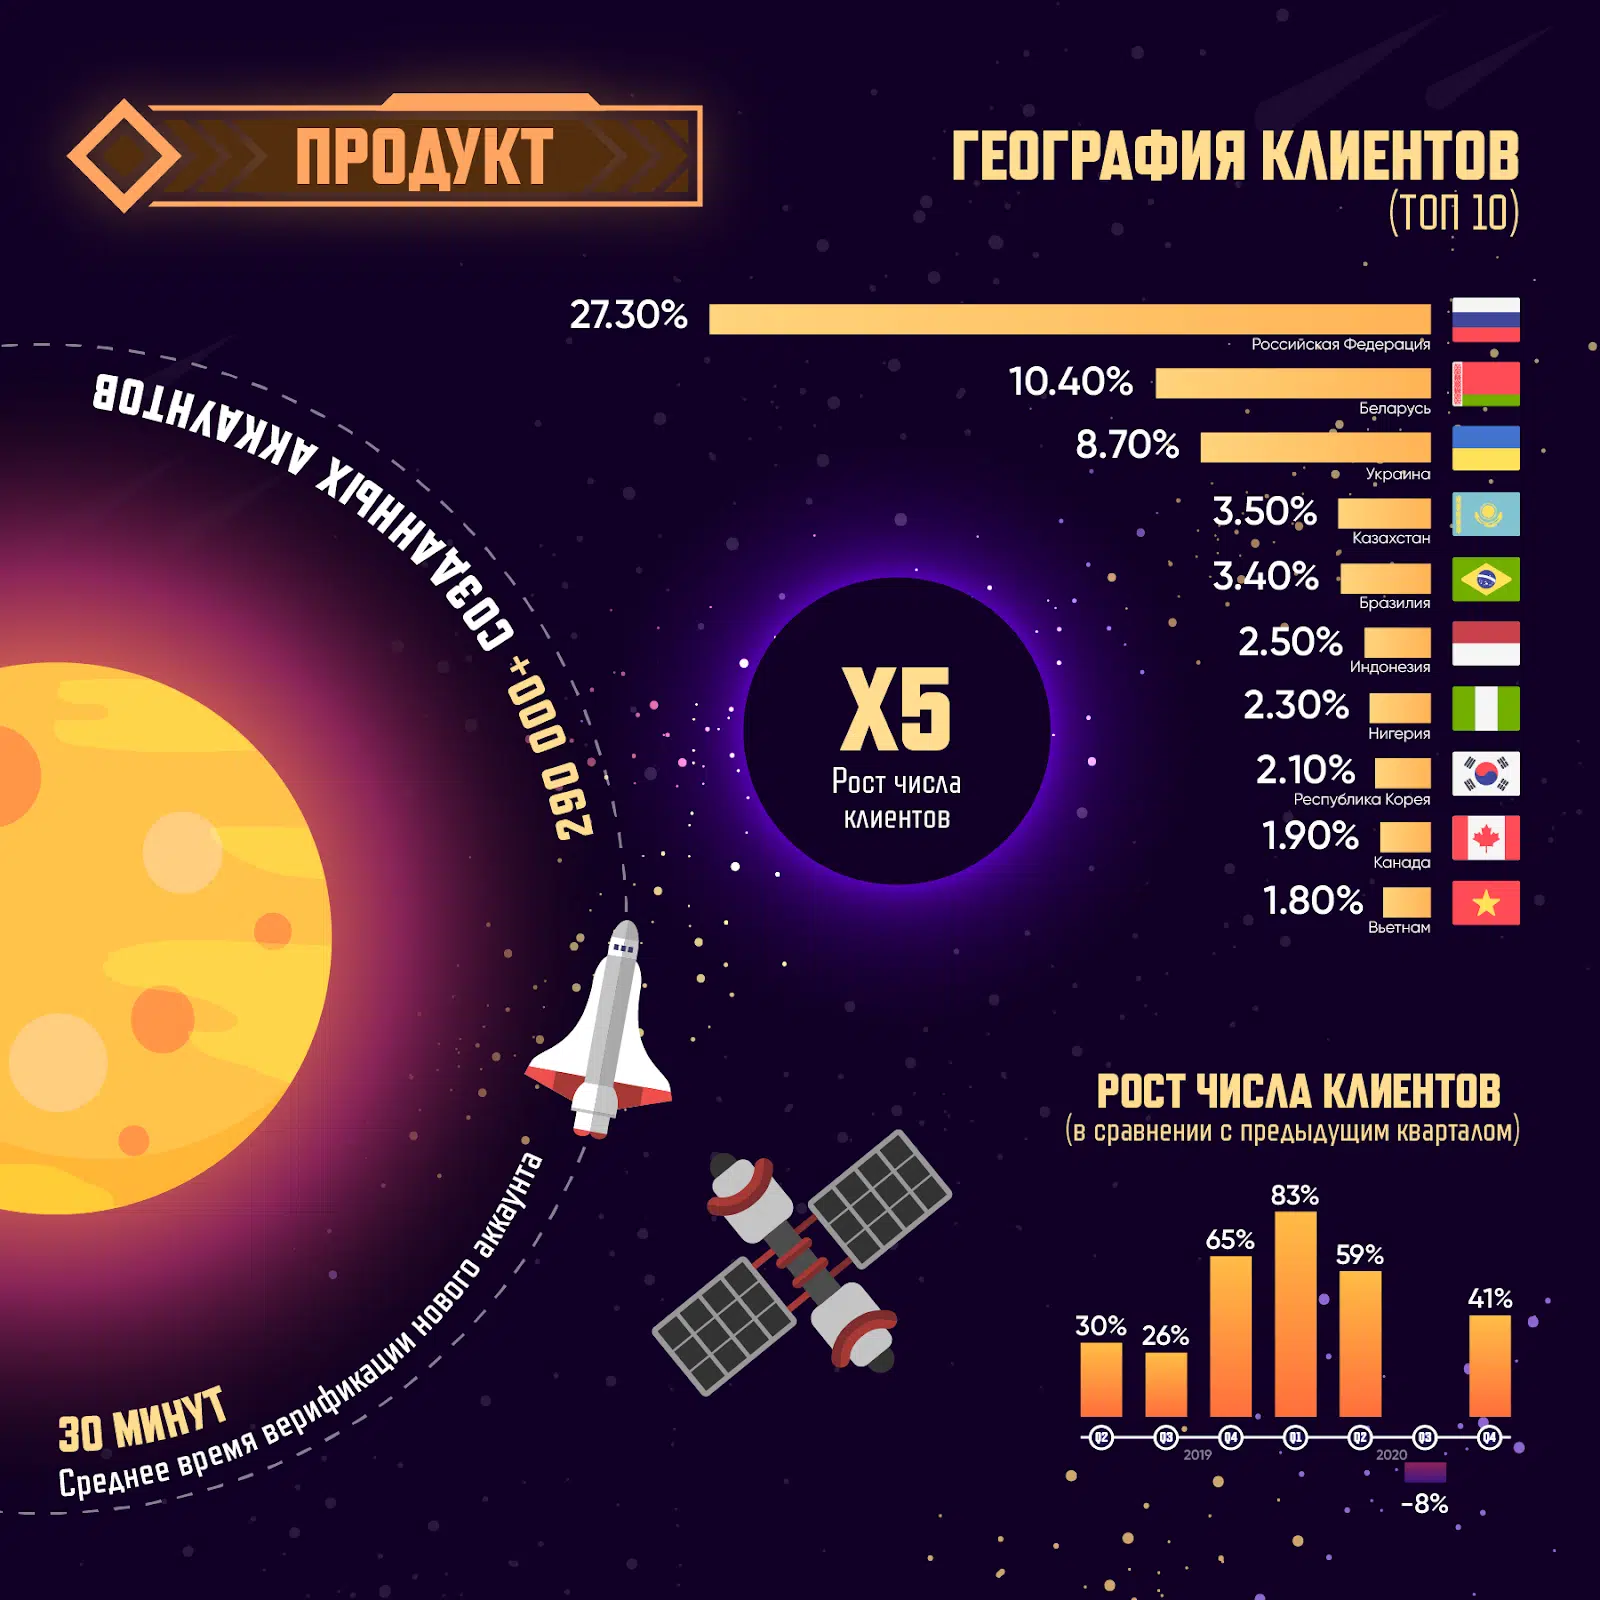 ПРОДУКТ
ГЕОГРАФИЯ КЛИЕНТОВ
(ТОП 10)
27.30%
Российская Федерация
10.40%
Беларусь
8.70%
Украина
3.50%
Казахстан
3.40%
Бразилия
2.50%
Индонезия
2.30%
Нигерия
2.10%
Республика Корея
1.90%
Канада
1.80%
Вьетнам
290 000+ СОЗДАННЫХ АККАУНТОВ
X5
Рост числа
клиентов
30 МИНУТ
Среднее время верификации нового аккаунта
РОСТ ЧИСЛА КЛИЕНТОВ
(в сравнении с предыдущим кварталом)
30% 26% 65% 83% 59% 41%
Q2 Q3 Q4 Q1 Q2 Q3 Q4
2019 2020
-8%